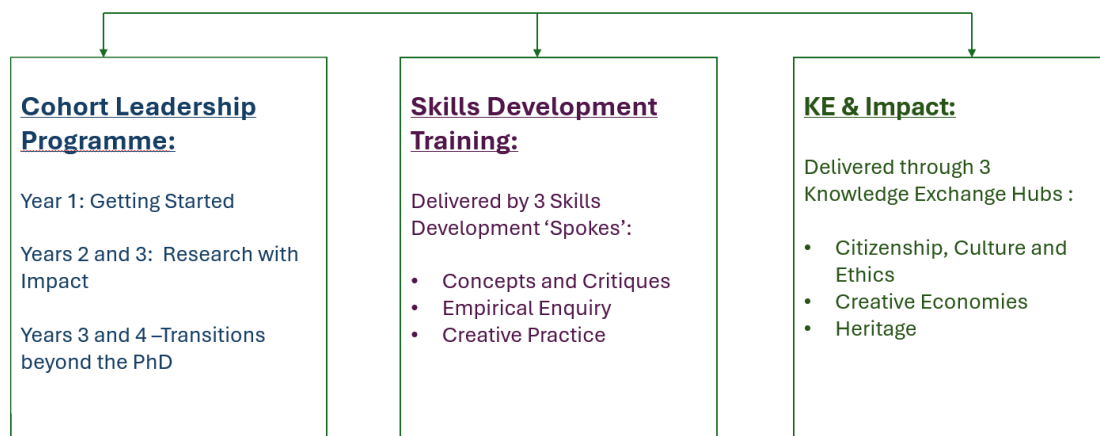 Cohort Leadership
Programme:
Year 1: Getting Started
Years 2 and 3:  Research with
Impact
Years 3 and 4 –Transitions
beyond the PhD
Skills Development
Training:
Delivered by 3 Skills
Development ‘Spokes’:
• Concepts and Critiques
• Empirical Enquiry
• Creative Practice
KE & Impact:
Delivered through 3
Knowledge Exchange Hubs :
• Citizenship, Culture and
Ethics
• Creative Economies
• Heritage